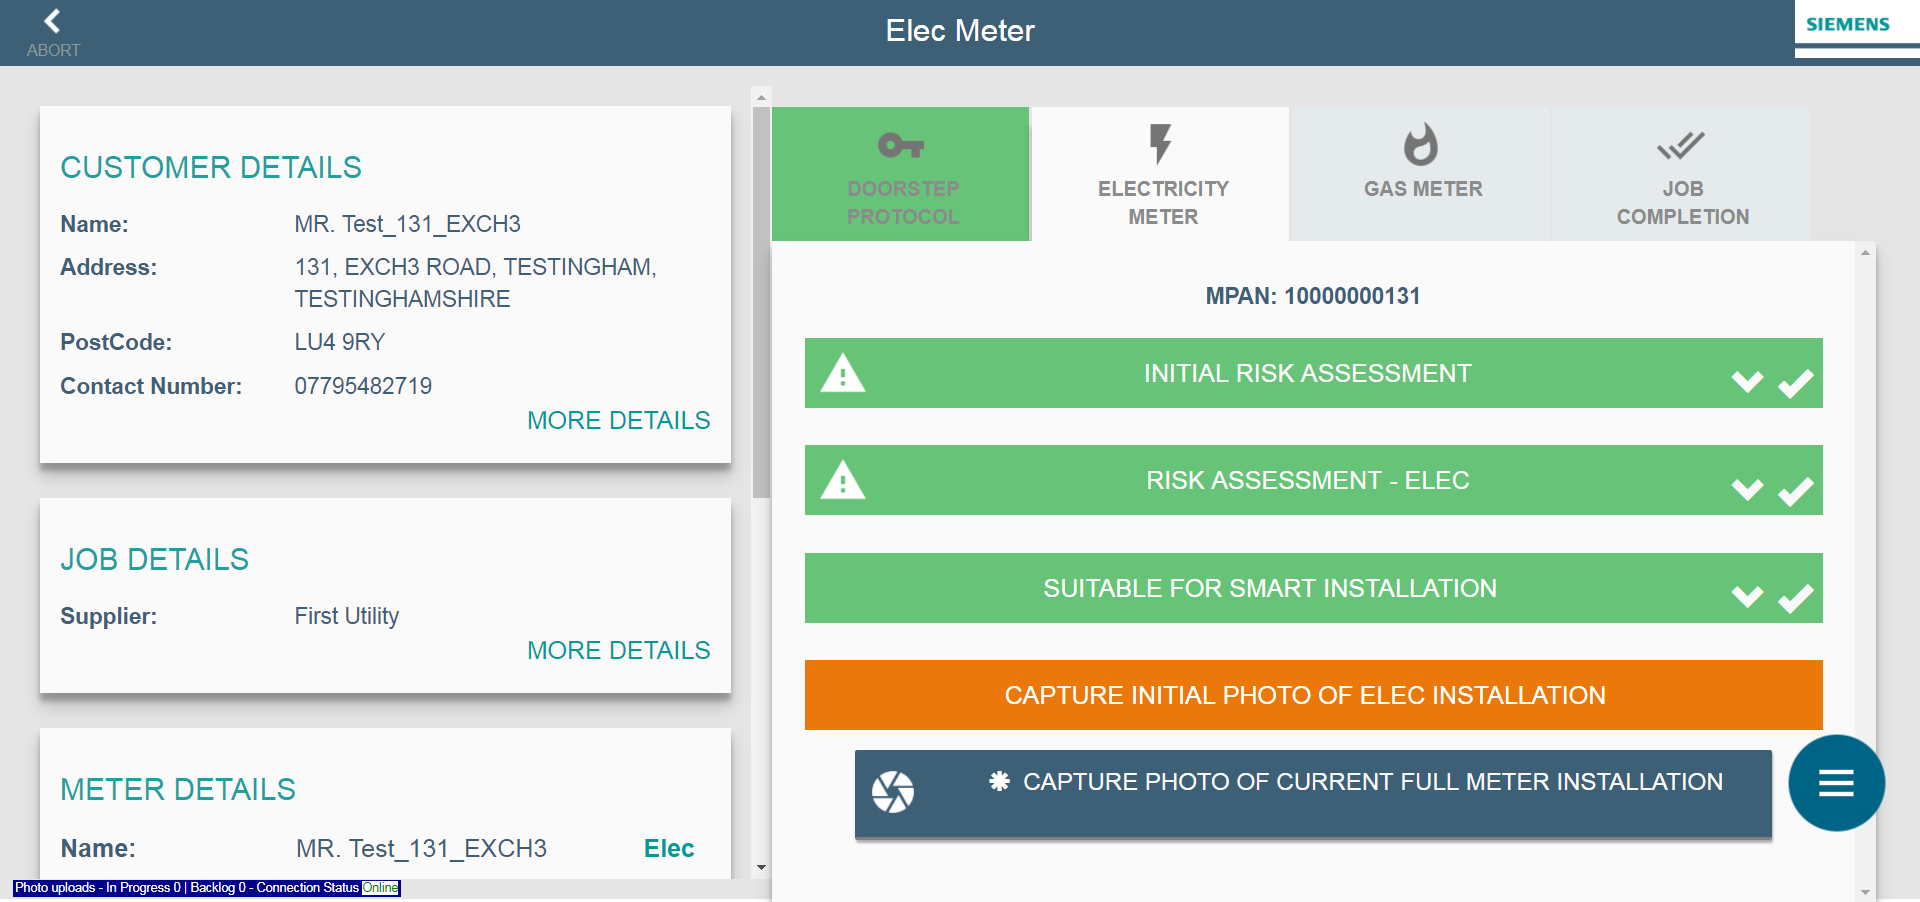 ABORT
Elec Meter
SIEMENS
CUSTOMER DETAILS
Name: MR. Test_131_EXCH3
Address: 131, EXCH3 ROAD, TESTINGHAM,
TESTINGHAMSHIRE
PostCode: LU4 9RY
Contact Number: 07795482719
MORE DETAILS
JOB DETAILS
Supplier: First Utility
MORE DETAILS
METER DETAILS
Name: MR. Test_131_EXCH3 Elec
Photo uploads - In Progress 0 | Backlog 0 - Connection Status Online
DOORSTEP
PROTOCOL
ELECTRICITY
METER
GAS METER
JOB
COMPLETION
MPAN: 10000000131
INITIAL RISK ASSESSMENT
RISK ASSESSMENT - ELEC
SUITABLE FOR SMART INSTALLATION
CAPTURE INITIAL PHOTO OF ELEC INSTALLATION
✱ CAPTURE PHOTO OF CURRENT FULL METER INSTALLATION